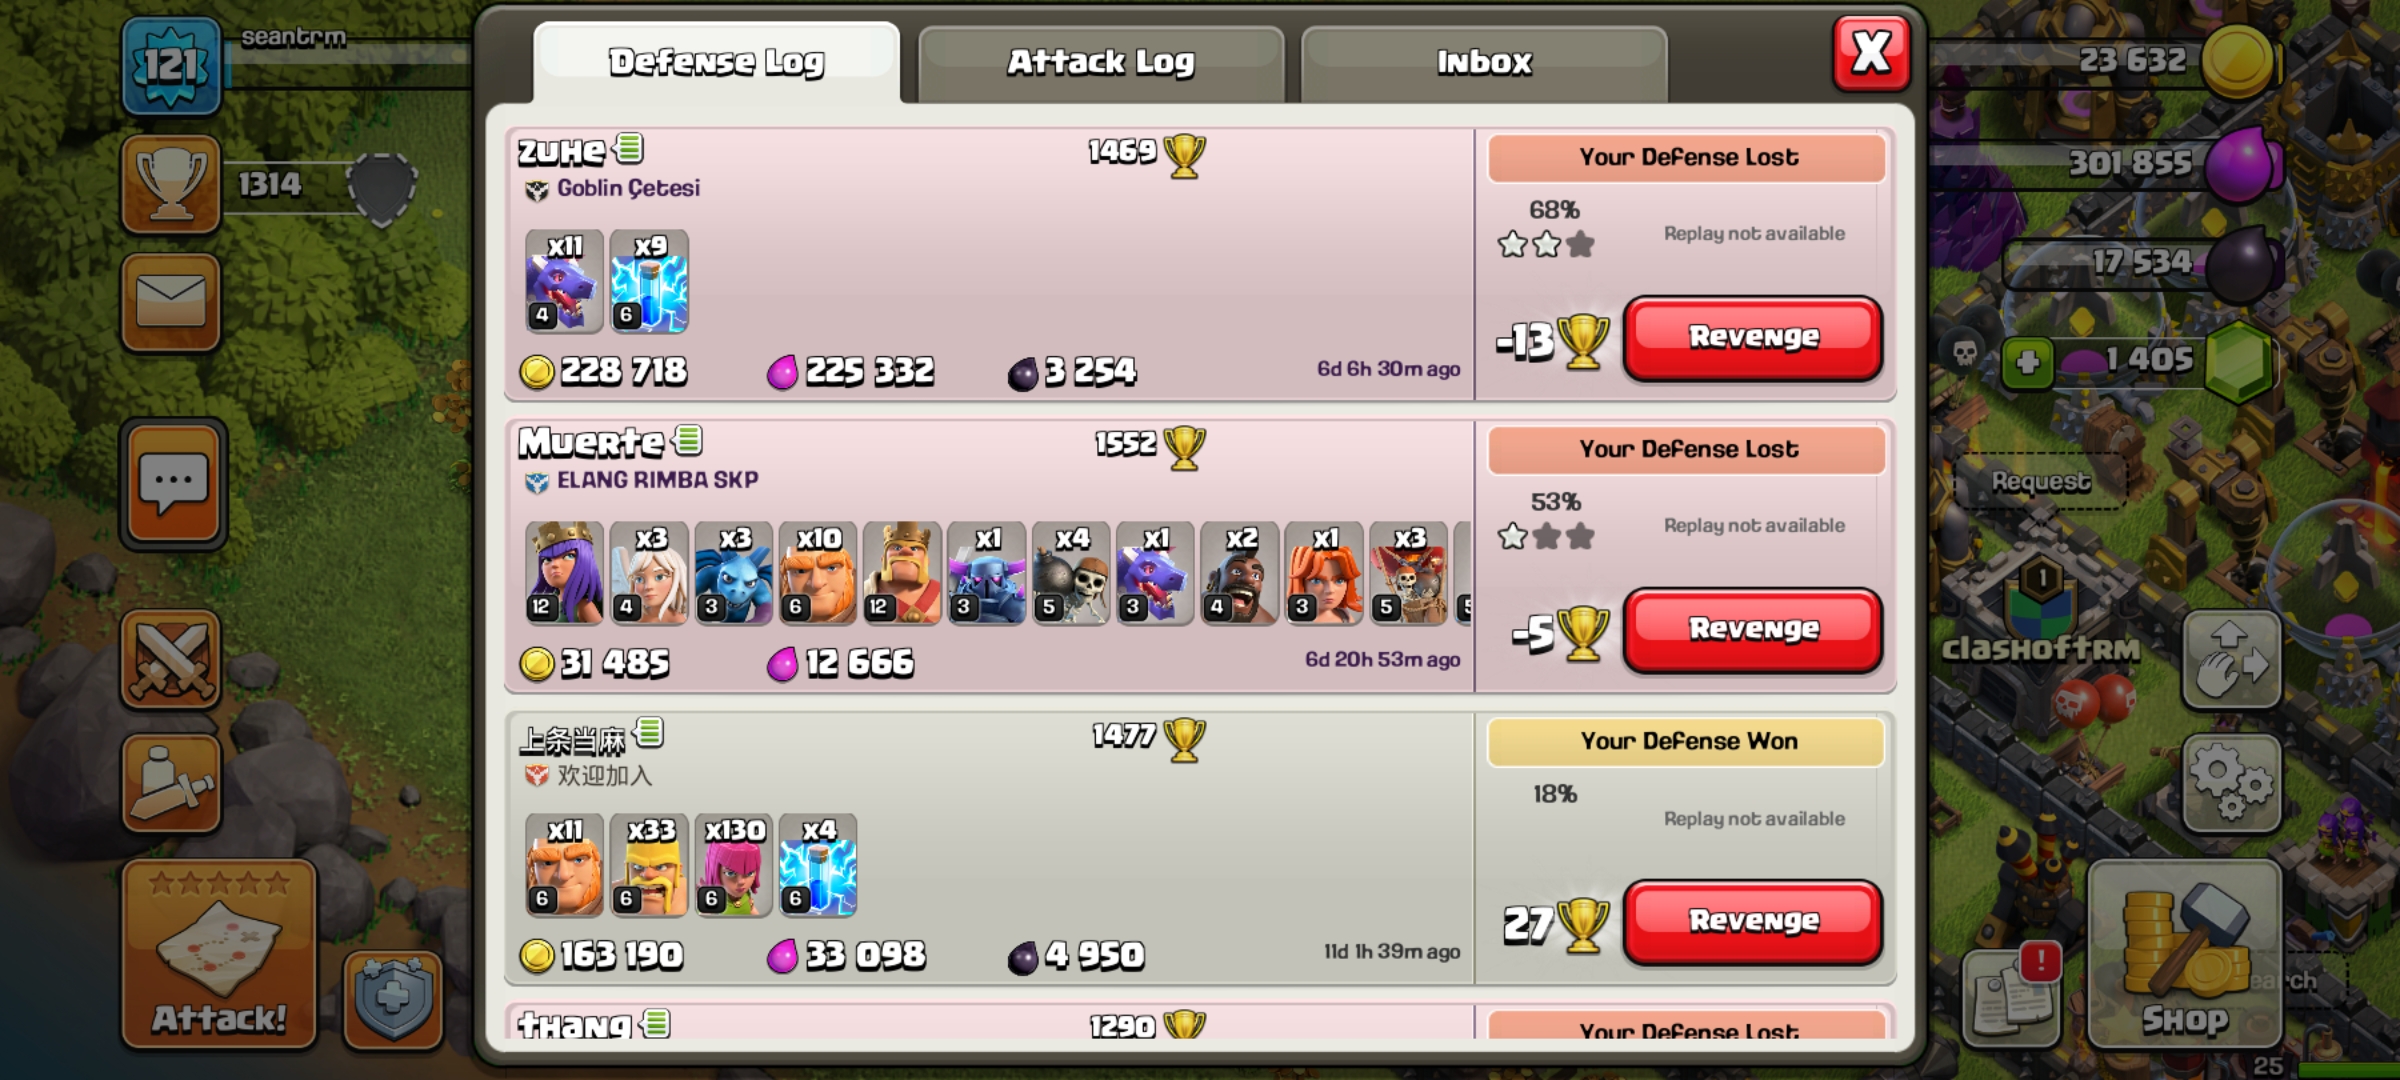 121
seantrm
1314
Defense Log
Attack Log
Inbox
X
23 632
301 855
17 534
1 405
zuHe
1469
Goblin Çetesi
x11
4
x9
6
228 718
225 332
3 254
6d 6h 30m ago
Your Defense Lost
68%
Replay not available
-13
Revenge
Muerte
1552
ELANG RIMBA SKP
12
x3
4
x3
3
x10
6
12
x1
3
x4
5
x1
3
x2
4
x1
3
x3
5
31 485
12 666
6d 20h 53m ago
Your Defense Lost
53%
Replay not available
-5
Revenge
上条当麻
1477
欢迎加入
x11
6
x33
6
x130
6
x4
6
163 190
33 098
4 950
11d 1h 39m ago
Your Defense Won
18%
Replay not available
27
Revenge
thang
1290
Your Defense Lost
Request
1
clashoftRM
Attack!
!
Shop
25